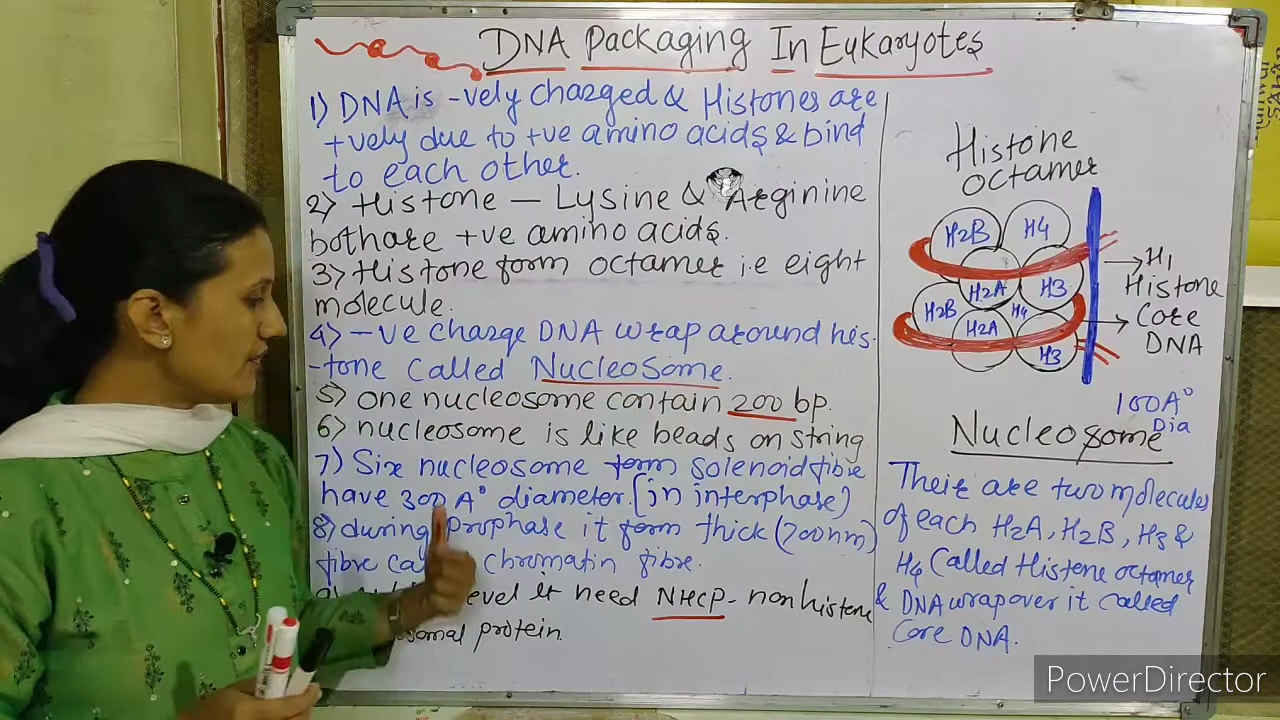 DNA Packaging In Eukaryotes
1) DNA is -vely charged & Histones are
+vely due to +ve amino acids & bind
to each other.
2) Histone — Lysine & Arginine
both are +ve amino acids.
3) Histone form octamer i.e eight
molecule.
4) -ve charge DNA wrap around his-
-tone called Nucleosome.
5) one nucleosome contain 200 bp.
6) nucleosome is like beads on string
7) Six nucleosome form solenoid fibre
have 300 A° diameter. [in interphase)
8) during prophase it form thick (200nm)
fibre chromatin fibre.
level it need NHCP - non histone
protein.
Histone
Octamer
H2B H4
H2A H3
H2B H4
H2A
H3
H1
Histone
Core
DNA
100A°
Dia
Nucleosome
Their are two molecules
of each H2A, H2B, H3 &
H4 called Histene octamer
& DNA wrap over it called
Core DNA.
PowerDirector